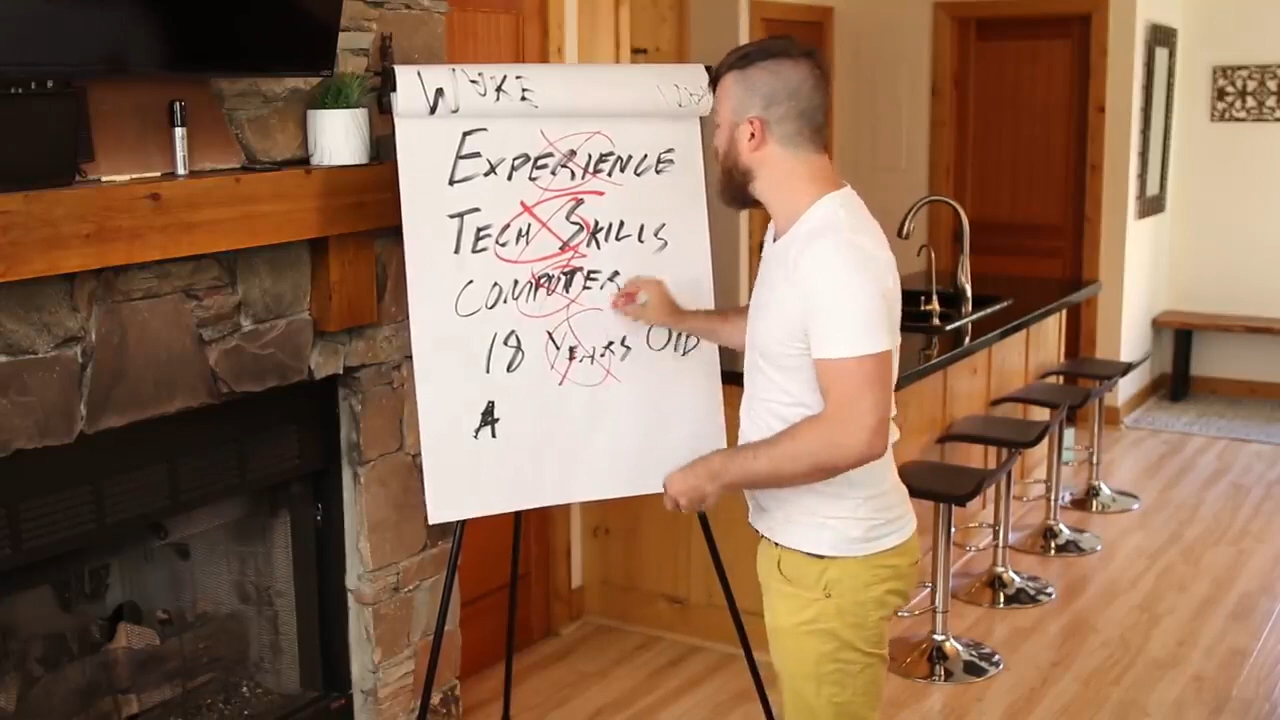 WAKE
EXPERIENCE
TECH SKILLS
COMPUTER
18 YEARS OLD
A